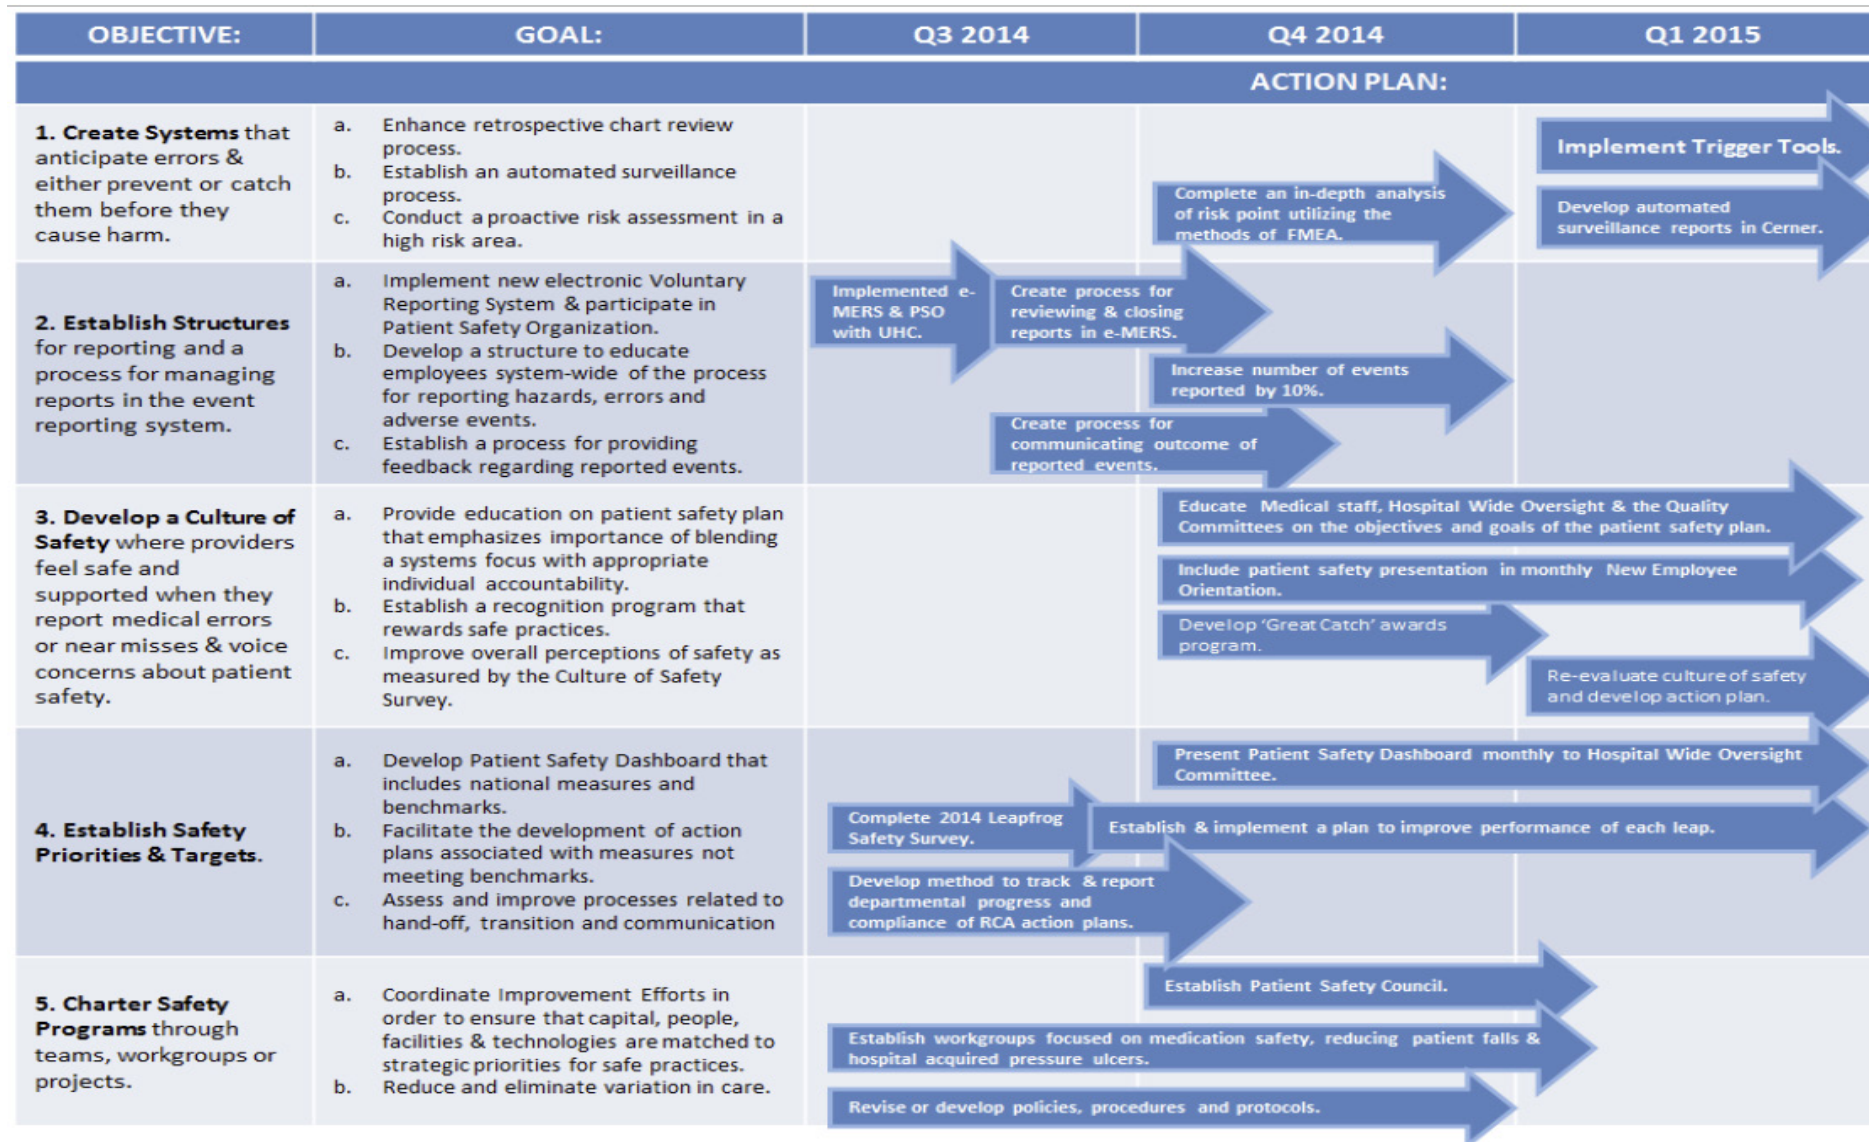 OBJECTIVE:
GOAL:
Q3 2014
Q4 2014
Q1 2015
ACTION PLAN:
1. Create Systems that
anticipate errors &
either prevent or catch
them before they
cause harm.
a. Enhance retrospective chart review
process.
b. Establish an automated surveillance
process.
c. Conduct a proactive risk assessment in a
high risk area.
Complete an in-depth analysis
of risk point utilizing the
methods of FMEA.
Implement Trigger Tools.
Develop automated
surveillance reports in Cerner.
2. Establish Structures
for reporting and a
process for managing
reports in the event
reporting system.
a. Implement new electronic Voluntary
Reporting System & participate in
Patient Safety Organization.
b. Develop a structure to educate
employees system-wide of the process
for reporting hazards, errors and
adverse events.
c. Establish a process for providing
feedback regarding reported events.
Implemented e-
MERS & PSO
with UHC.
Create process for
reviewing & closing
reports in e-MERS.
Increase number of events
reported by 10%.
Create process for
communicating outcome of
reported events.
3. Develop a Culture of
Safety where providers
feel safe and
supported when they
report medical errors
or near misses & voice
concerns about patient
safety.
a. Provide education on patient safety plan
that emphasizes importance of blending
a systems focus with appropriate
individual accountability.
b. Establish a recognition program that
rewards safe practices.
c. Improve overall perceptions of safety as
measured by the Culture of Safety
Survey.
Educate Medical staff, Hospital Wide Oversight & the Quality
Committees on the objectives and goals of the patient safety plan.
Include patient safety presentation in monthly New Employee
Orientation.
Develop ‘Great Catch’ awards
program.
Re-evaluate culture of safety
and develop action plan.
4. Establish Safety
Priorities & Targets.
a. Develop Patient Safety Dashboard that
includes national measures and
benchmarks.
b. Facilitate the development of action
plans associated with measures not
meeting benchmarks.
c. Assess and improve processes related to
hand-off, transition and communication
Present Patient Safety Dashboard monthly to Hospital Wide Oversight
Committee.
Complete 2014 Leapfrog
Safety Survey.
Establish & implement a plan to improve performance of each leap.
Develop method to track & report
departmental progress and
compliance of RCA action plans.
5. Charter Safety
Programs through
teams, workgroups or
projects.
a. Coordinate Improvement Efforts in
order to ensure that capital, people,
facilities & technologies are matched to
strategic priorities for safe practices.
b. Reduce and eliminate variation in care.
Establish Patient Safety Council.
Establish workgroups focused on medication safety, reducing patient falls &
hospital acquired pressure ulcers.
Revise or develop policies, procedures and protocols.